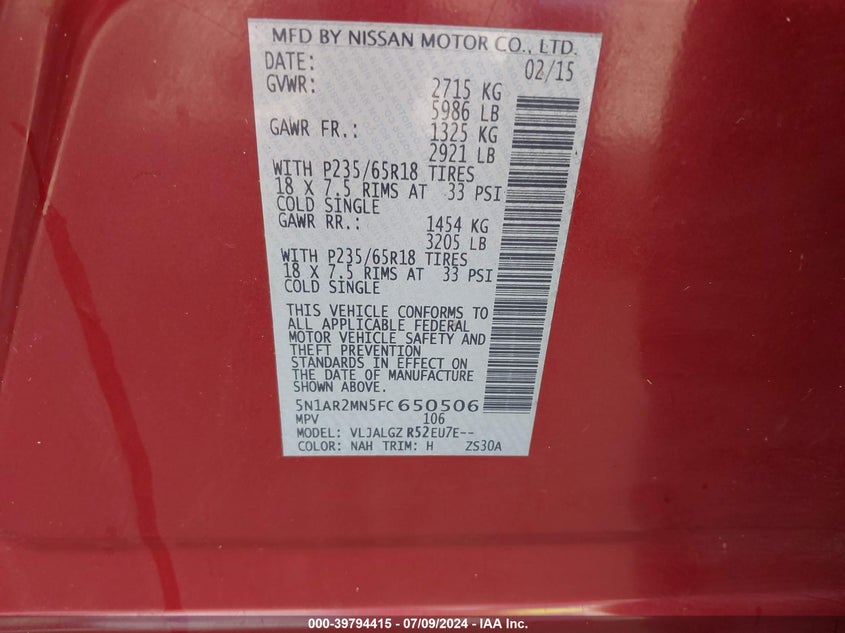 MFD BY NISSAN MOTOR CO., LTD.
DATE: 02/15
GVWR: 2715 KG
5986 LB
GAWR FR.: 1325 KG
2921 LB
WITH P235/65R18 TIRES
18 X 7.5 RIMS AT 33 PSI
COLD SINGLE
GAWR RR.: 1454 KG
3205 LB
WITH P235/65R18 TIRES
18 X 7.5 RIMS AT 33 PSI
COLD SINGLE
THIS VEHICLE CONFORMS TO
ALL APPLICABLE FEDERAL
MOTOR VEHICLE SAFETY AND
THEFT PREVENTION
STANDARDS IN EFFECT ON
THE DATE OF MANUFACTURE
SHOWN ABOVE.
5N1AR2MN5FC650506
MPV 106
MODEL: VLJALGZ R52EU7E--
COLOR: NAH TRIM: H ZS30A
000-39794415 - 07/09/2024 - IAA Inc.